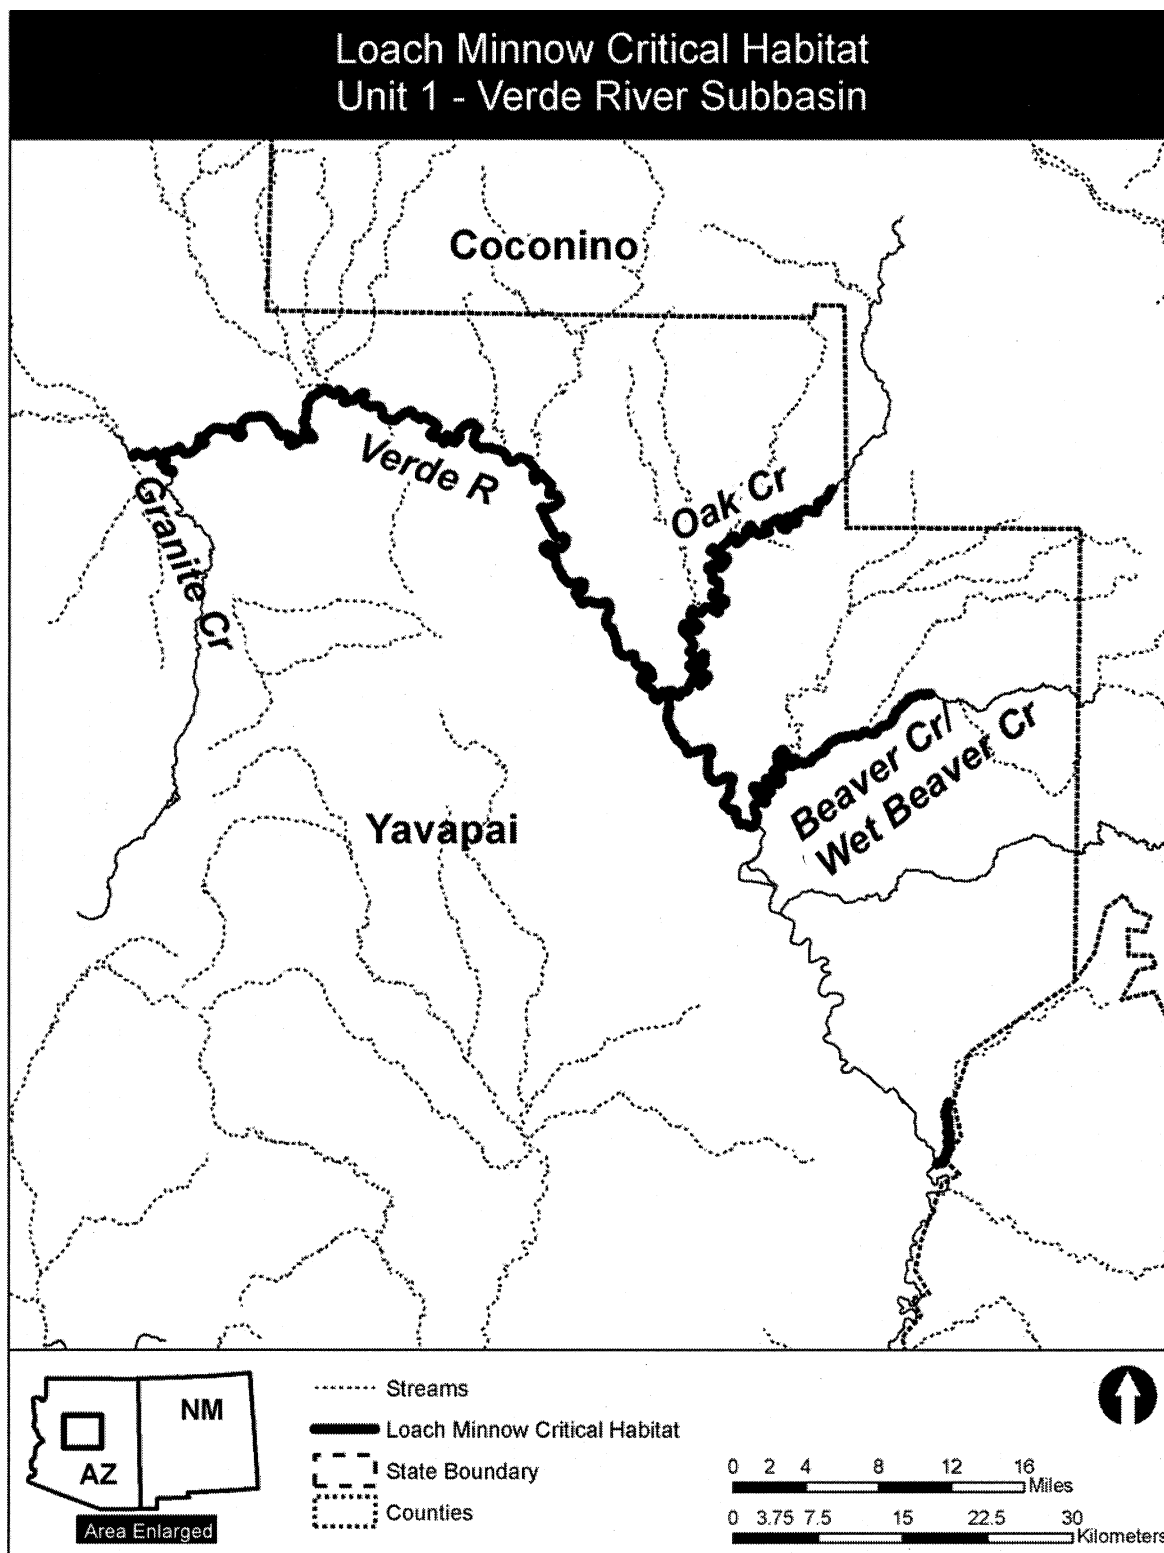 Loach Minnow Critical Habitat
Unit 1 - Verde River Subbasin
Coconino
Verde R
Oak Cr
Granite Cr
Beaver Cr/
Wet Beaver Cr
Yavapai
NM
AZ
Area Enlarged
Streams
Loach Minnow Critical Habitat
State Boundary
Counties
0 2 4 8 12 16
Miles
0 3.75 7.5 15 22.5 30
Kilometers